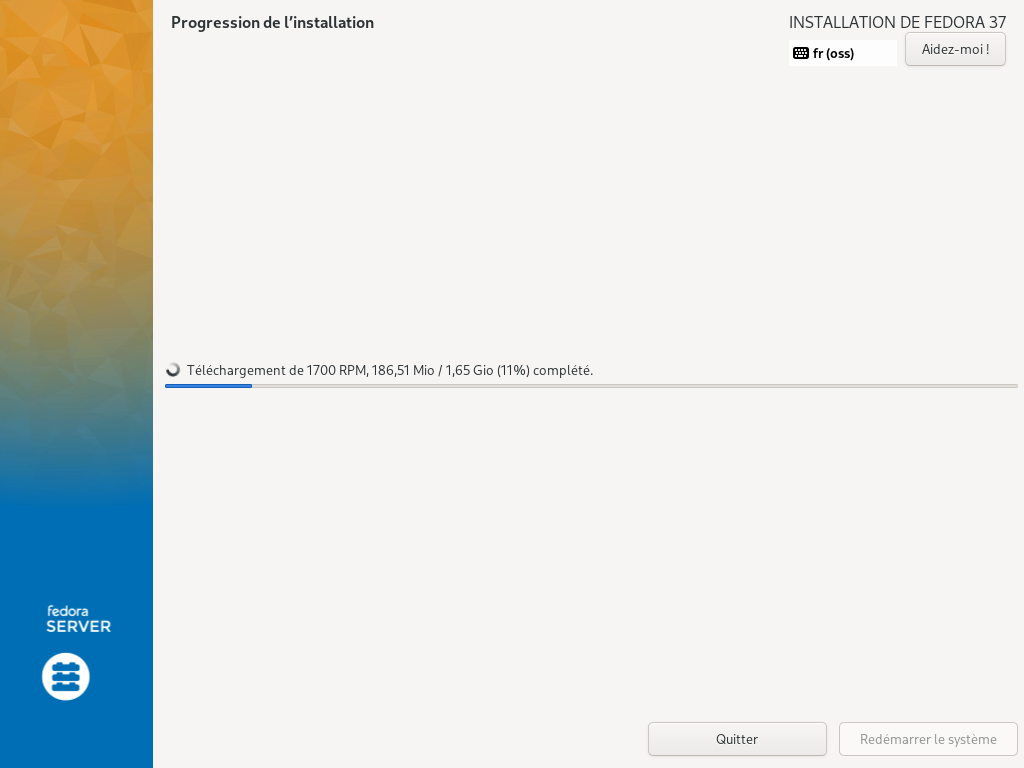 Progression de l’installation
INSTALLATION DE FEDORA 37
fr (oss)
Aidez-moi !
Téléchargement de 1700 RPM, 186,51 Mio / 1,65 Gio (11%) complété.
fedora
SERVER
Quitter
Redémarrer le système